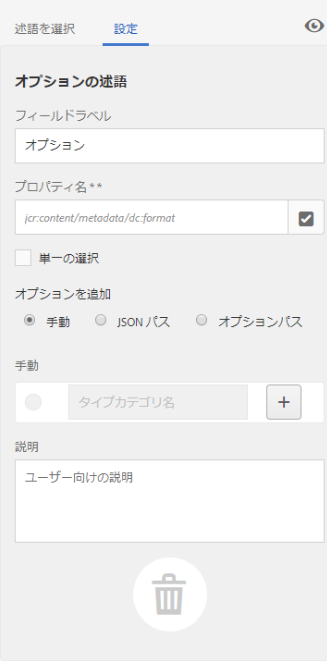 述語を選択 設定
オプションの述語
フィールドラベル
オプション
プロパティ名**
jcr:content/metadata/dc:format
単一の選択
オプションを追加
手動 JSON パス オプションパス
手動
タイプカテゴリ名 +
説明
ユーザー向けの説明